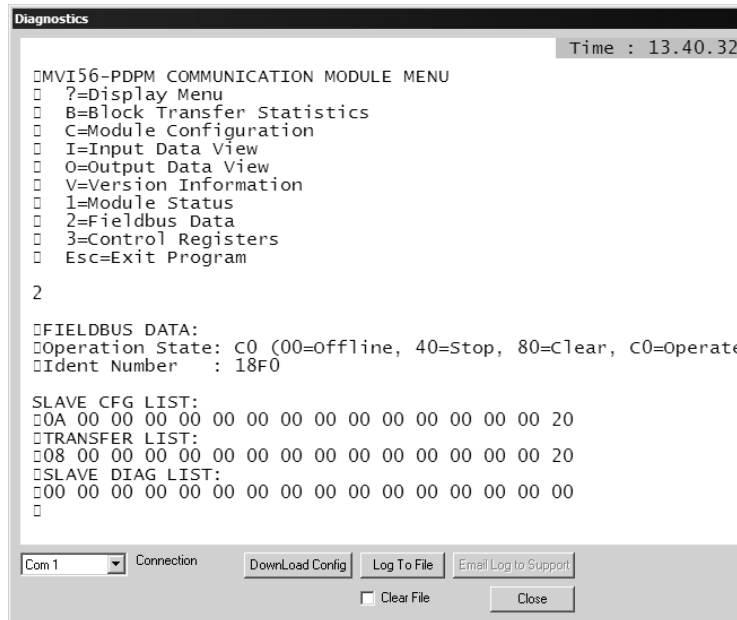 Diagnostics
Time : 13.40.32
MVI56-PDPM COMMUNICATION MODULE MENU
?=Display Menu
B=Block Transfer Statistics
C=Module Configuration
I=Input Data View
O=Output Data View
V=Version Information
1=Module Status
2=Fieldbus Data
3=Control Registers
Esc=Exit Program
2
FIELDBUS DATA:
Operation State: C0 (00=Offline, 40=Stop, 80=Clear, C0=Operate
Ident Number : 18F0
SLAVE CFG LIST:
0A 00 00 00 00 00 00 00 00 00 00 00 00 00 00 20
TRANSFER LIST:
08 00 00 00 00 00 00 00 00 00 00 00 00 00 00 20
SLAVE DIAG LIST:
00 00 00 00 00 00 00 00 00 00 00 00 00 00 00 00
Com 1 Connection DownLoad Config Log To File Email Log to Support
Clear File Close